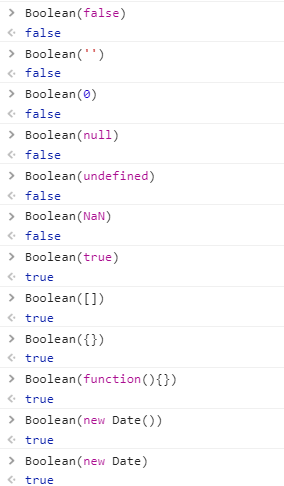 Boolean(false)
false
Boolean('')
false
Boolean(0)
false
Boolean(null)
false
Boolean(undefined)
false
Boolean(NaN)
false
Boolean(true)
true
Boolean([])
true
Boolean({})
true
Boolean(function(){})
true
Boolean(new Date())
true
Boolean(new Date)
true